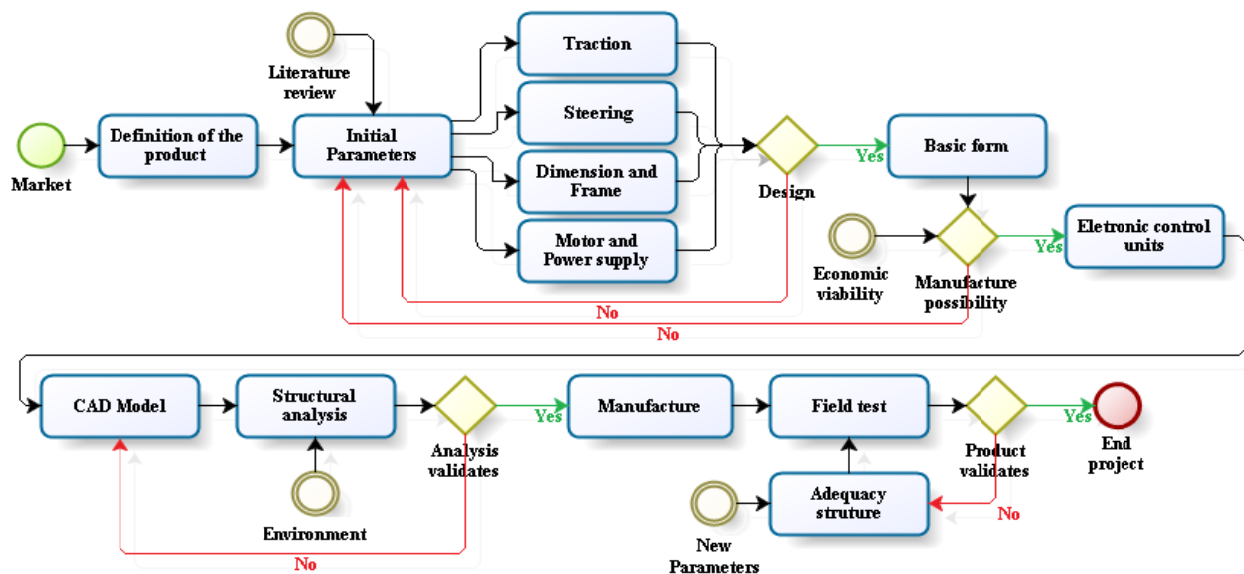 Market
Definition of the
product
Literature
review
Initial
Parameters
Traction
Steering
Dimension and
Frame
Motor and
Power supply
Design
Yes
No
Basic form
Economic
viability
Manufacture
possibility
Yes
No
Eletronic control
units
CAD Model
Structural
analysis
Environment
Analysis
validates
Yes
No
Manufacture
Field test
New
Parameters
Adequacy
struture
Product
validates
Yes
No
End
project